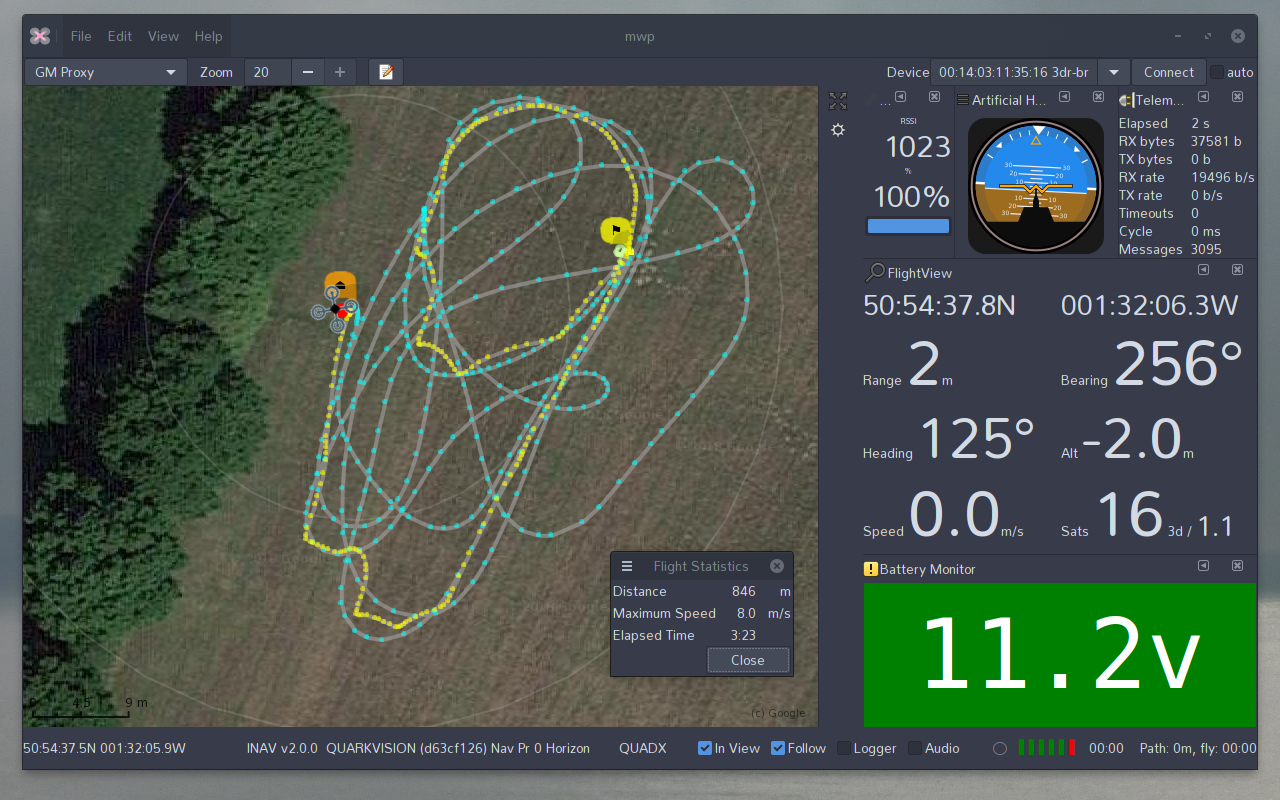 File Edit View Help mwp
GM Proxy Zoom 20 − + Device 00:14:03:11:35:16 3dr-br Connect auto
... Artificial H... Telem...
RSSI
1023
%
100%
30 30
20 20
10 10
10 10
20 20
30 30
Elapsed 2 s
RX bytes 37581 b
TX bytes 0 b
RX rate 19496 b/s
TX rate 0 b/s
Timeouts 0
Cycle 0 ms
Messages 3095
FlightView
50:54:37.8N 001:32:06.3W
Range 2 m Bearing 256°
Heading 125° Alt -2.0 m
Speed 0.0 m/s Sats 16 3d / 1.1
Battery Monitor
11.2v
Flight Statistics
Distance 846 m
Maximum Speed 8.0 m/s
Elapsed Time 3:23
Close
4.5 9 m
(c) Google
50:54:37.5N 001:32:05.9W INAV v2.0.0 QUARKVISION (d63cf126) Nav Pr 0 Horizon QUADX In View Follow Logger Audio 00:00 Path: 0m, fly: 00:00